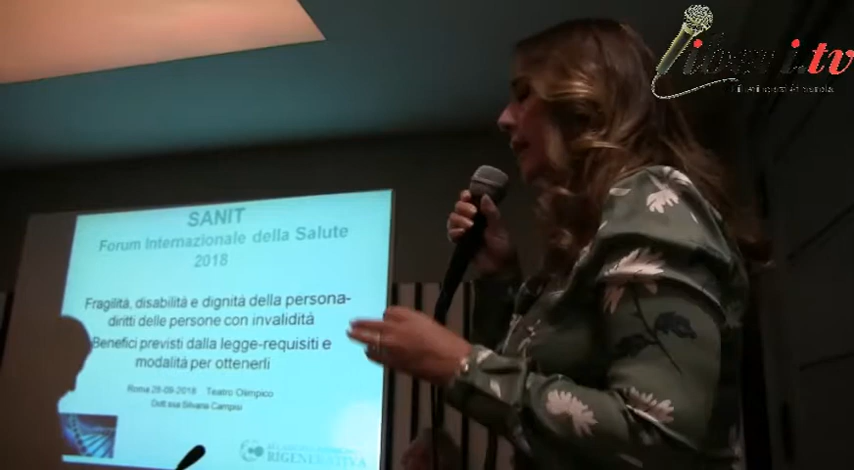 i.tv
SANIT
Forum Internazionale della Salute
2018
Fragilità, disabilità e dignità della persona-
diritti delle persone con invalidità
Benefici previsti dalla legge-requisiti e
modalità per ottenerli
Roma 28-09-2018 Teatro Olimpico
Dott.ssa Silvana Campisi
RIGENERATIVA